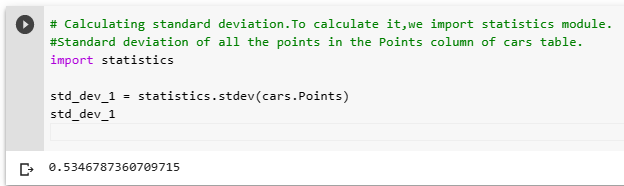 # Calculating standard deviation.To calculate it,we import statistics module.
#Standard deviation of all the points in the Points column of cars table.
import statistics
std_dev_1 = statistics.stdev(cars.Points)
std_dev_1
0.5346787360709715